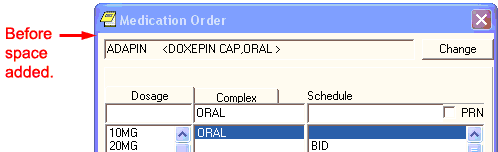 Before
space
added.
Medication Order
ADAPIN <DOXEPIN CAP,ORAL >
Change
Dosage Complex Schedule
ORAL PRN
10MG ORAL
20MG BID